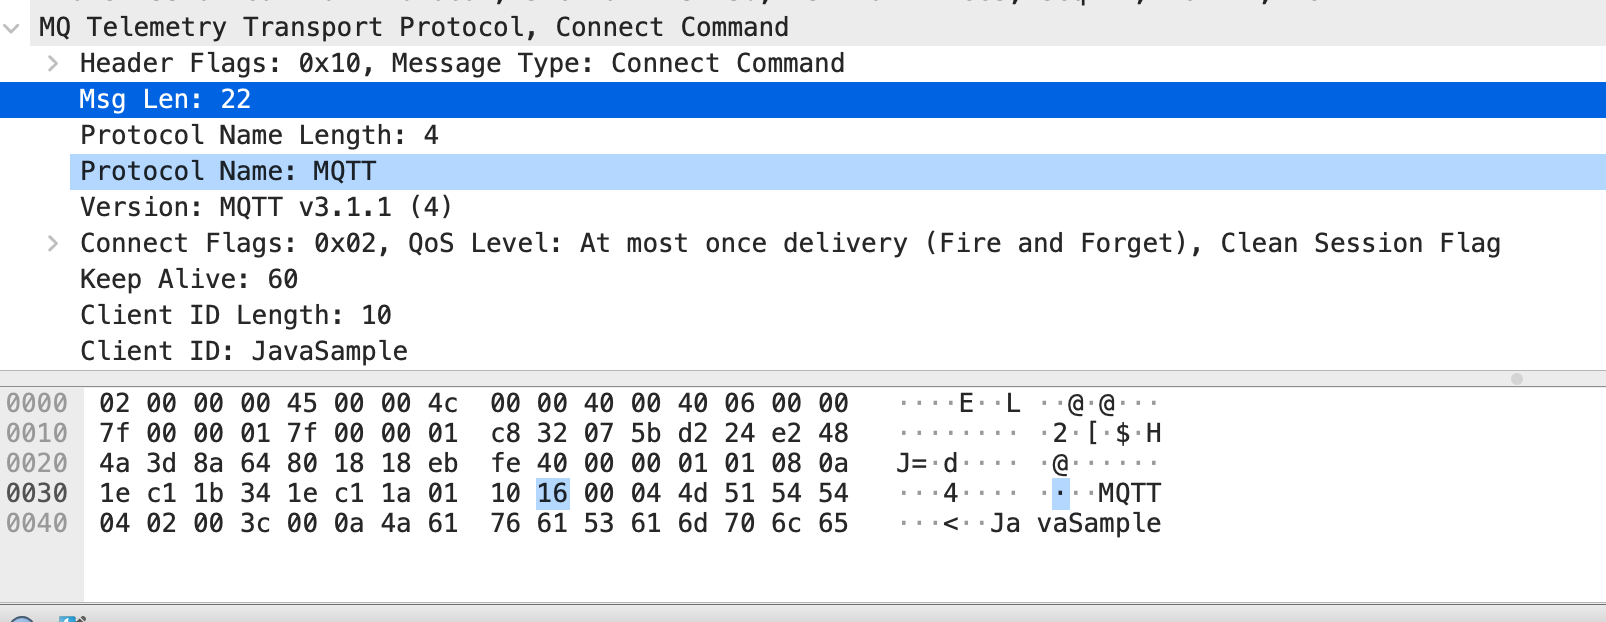 MQ Telemetry Transport Protocol, Connect Command
Header Flags: 0x10, Message Type: Connect Command
Msg Len: 22
Protocol Name Length: 4
Protocol Name: MQTT
Version: MQTT v3.1.1 (4)
Connect Flags: 0x02, QoS Level: At most once delivery (Fire and Forget), Clean Session Flag
Keep Alive: 60
Client ID Length: 10
Client ID: JavaSample
0000 02 00 00 00 45 00 00 4c 00 00 40 00 40 06 00 00 ····E··L ··@·@···
0010 7f 00 00 01 7f 00 00 01 c8 32 07 5b d2 24 e2 48 ········ ·2·[·$·H
0020 4a 3d 8a 64 80 18 18 eb fe 40 00 00 01 01 08 0a J=·d···· ·@······
0030 1e c1 1b 34 1e c1 1a 01 10 16 00 04 4d 51 54 54 ···4···· ····MQTT
0040 04 02 00 3c 00 0a 4a 61 76 61 53 61 6d 70 6c 65 ···<··Ja vaSample